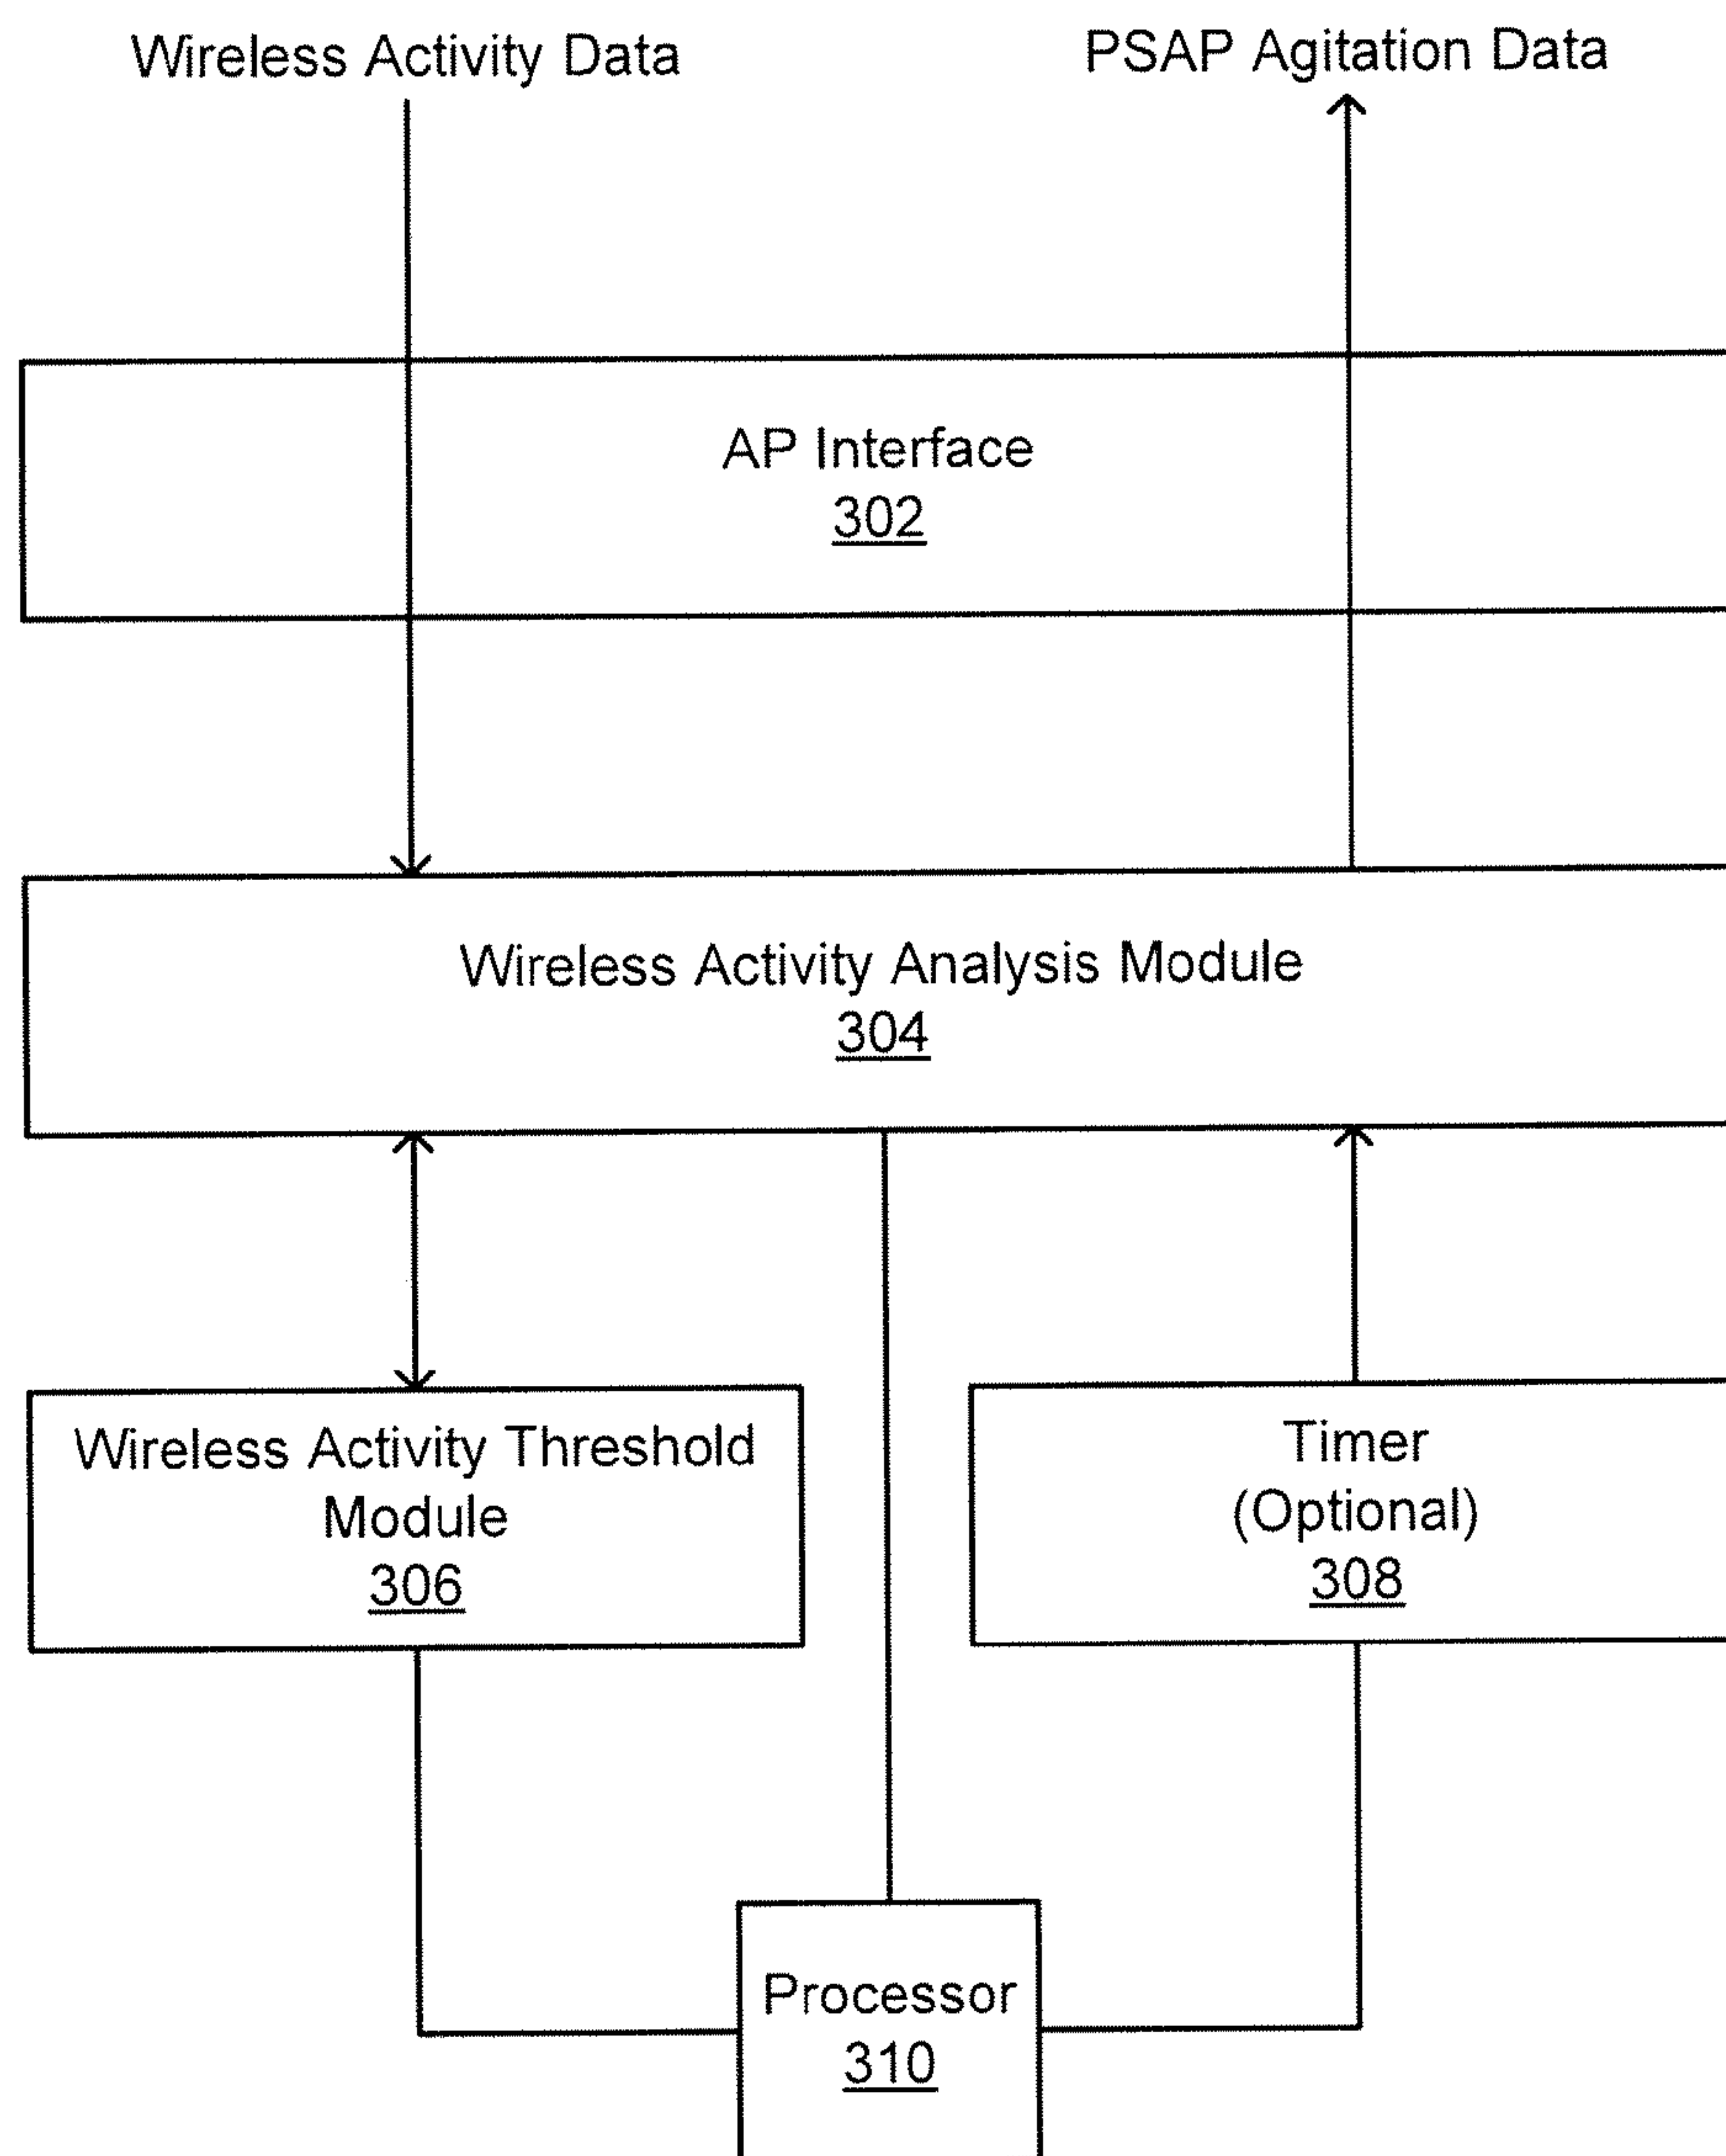 Wireless Activity Data
PSAP Agitation Data
AP Interface
302
Wireless Activity Analysis Module
304
Wireless Activity Threshold
Module
306
Timer
(Optional)
308
Processor
310